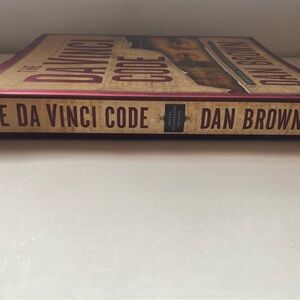 THE
DA VINCI
CODE
DAN BROWN
E DA VINCI CODE
DAN BROWN